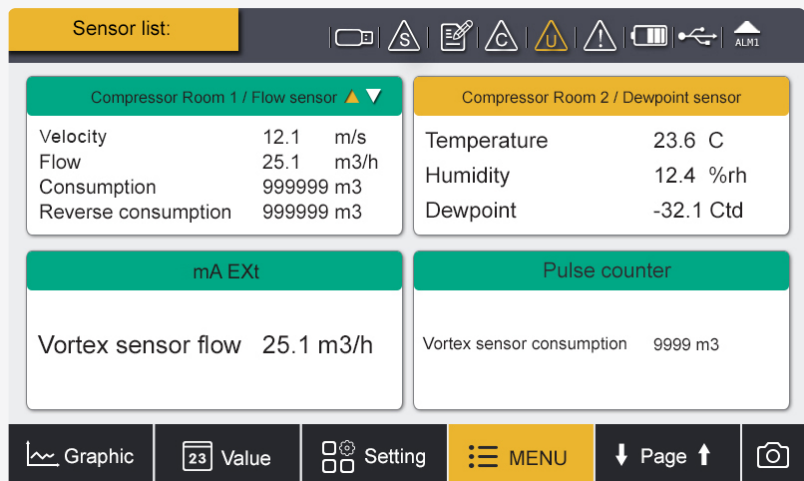 Sensor list:
S C U ! ALM1
Compressor Room 1 / Flow sensor
Velocity 12.1 m/s
Flow 25.1 m3/h
Consumption 999999 m3
Reverse consumption 999999 m3
Compressor Room 2 / Dewpoint sensor
Temperature 23.6 C
Humidity 12.4 %rh
Dewpoint -32.1 Ctd
mA EXt
Vortex sensor flow 25.1 m3/h
Pulse counter
Vortex sensor consumption 9999 m3
Graphic 23 Value Setting MENU Page